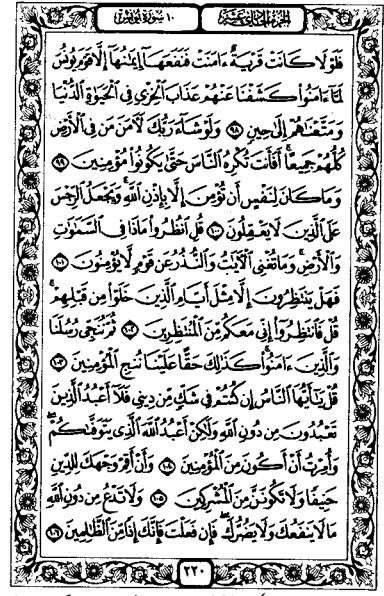 الجزء الحادي عشر
١٠ سورة يونس
فَلَوْلَا كَانَتْ قَرْيَةٌ ءَامَنَتْ فَنَفَعَهَآ إِيمَٰنُهَآ إِلَّا قَوْمَ يُونُسَ
لَمَّآ ءَامَنُوا۟ كَشَفْنَا عَنْهُمْ عَذَابَ ٱلْخِزْىِ فِى ٱلْحَيَوٰةِ ٱلدُّنْيَا
وَمَتَّعْنَٰهُمْ إِلَىٰ حِينٍ ٩٨ وَلَوْ شَآءَ رَبُّكَ لَءَامَنَ مَن فِى ٱلْأَرْضِ
كُلُّهُمْ جَمِيعًا ۚ أَفَأَنتَ تُكْرِهُ ٱلنَّاسَ حَتَّىٰ يَكُونُوا۟ مُؤْمِنِينَ ٩٩
وَمَا كَانَ لِنَفْسٍ أَن تُؤْمِنَ إِلَّا بِإِذْنِ ٱللَّهِ ۚ وَيَجْعَلُ ٱلرِّجْسَ
عَلَى ٱلَّذِينَ لَا يَعْقِلُونَ ١٠٠ قُلِ ٱنظُرُوا۟ مَاذَا فِى ٱلسَّمَٰوَٰتِ
وَٱلْأَرْضِ ۚ وَمَا تُغْنِى ٱلْءَايَٰتُ وَٱلنُّذُرُ عَن قَوْمٍ لَّا يُؤْمِنُونَ ١٠١
فَهَلْ يَنتَظِرُونَ إِلَّا مِثْلَ أَيَّامِ ٱلَّذِينَ خَلَوْا۟ مِن قَبْلِهِمْ ۚ
قُلْ فَٱنتَظِرُوٓا۟ إِنِّى مَعَكُم مِّنَ ٱلْمُنتَظِرِينَ ١٠٢ ثُمَّ نُنَجِّى رُسُلَنَا
وَٱلَّذِينَ ءَامَنُوا۟ ۚ كَذَٰلِكَ حَقًّا عَلَيْنَا نُنجِ ٱلْمُؤْمِنِينَ ١٠٣
قُلْ يَٰٓأَيُّهَا ٱلنَّاسُ إِن كُنتُمْ فِى شَكٍّ مِّن دِينِى فَلَآ أَعْبُدُ ٱلَّذِينَ
تَعْبُدُونَ مِن دُونِ ٱللَّهِ وَلَٰكِنْ أَعْبُدُ ٱللَّهَ ٱلَّذِى يَتَوَفَّىٰكُمْ ۖ
وَأُمِرْتُ أَنْ أَكُونَ مِنَ ٱلْمُؤْمِنِينَ ١٠٤ وَأَنْ أَقِمْ وَجْهَكَ لِلدِّينِ
حَنِيفًا وَلَا تَكُونَنَّ مِنَ ٱلْمُشْرِكِينَ ١٠٥ وَلَا تَدْعُ مِن دُونِ ٱللَّهِ
مَا لَا يَنفَعُكَ وَلَا يَضُرُّكَ ۖ فَإِن فَعَلْتَ فَإِنَّكَ إِذًا مِّنَ ٱلظَّٰلِمِينَ ١٠٦
٢٢٠